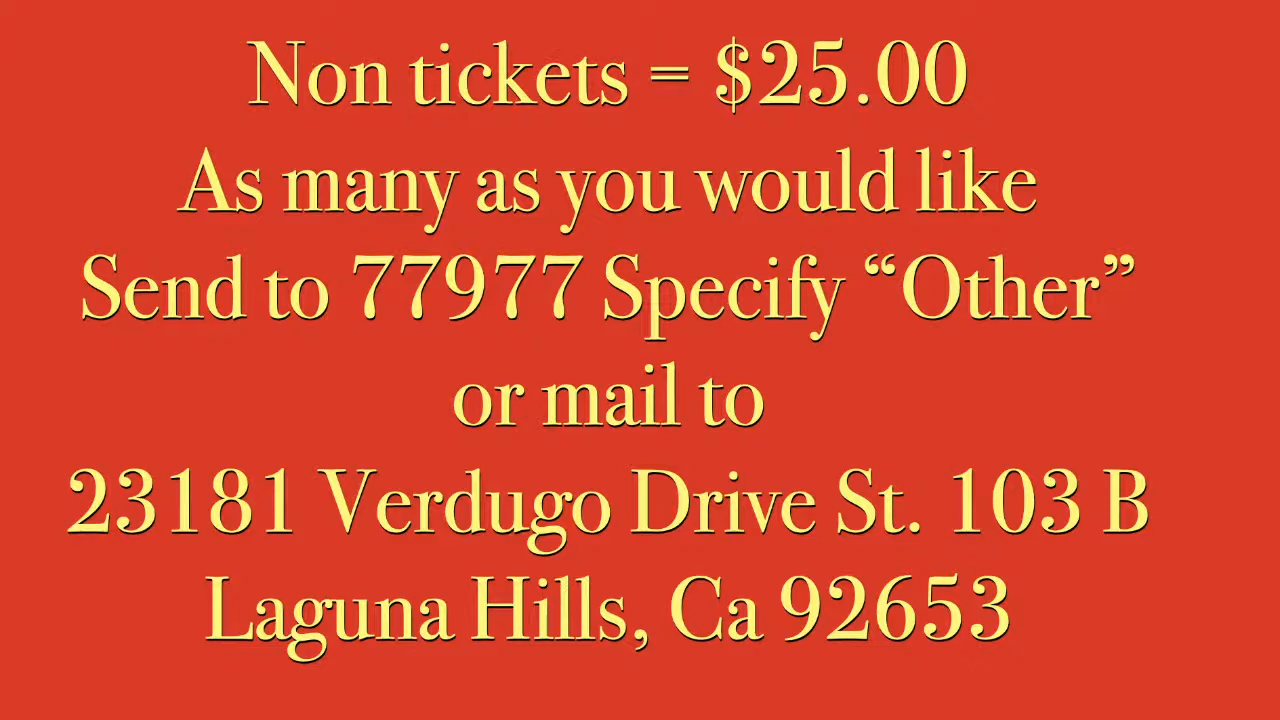 Non tickets = $25.00
As many as you would like
Send to 77977 Specify “Other”
or mail to
23181 Verdugo Drive St. 103 B
Laguna Hills, Ca 92653